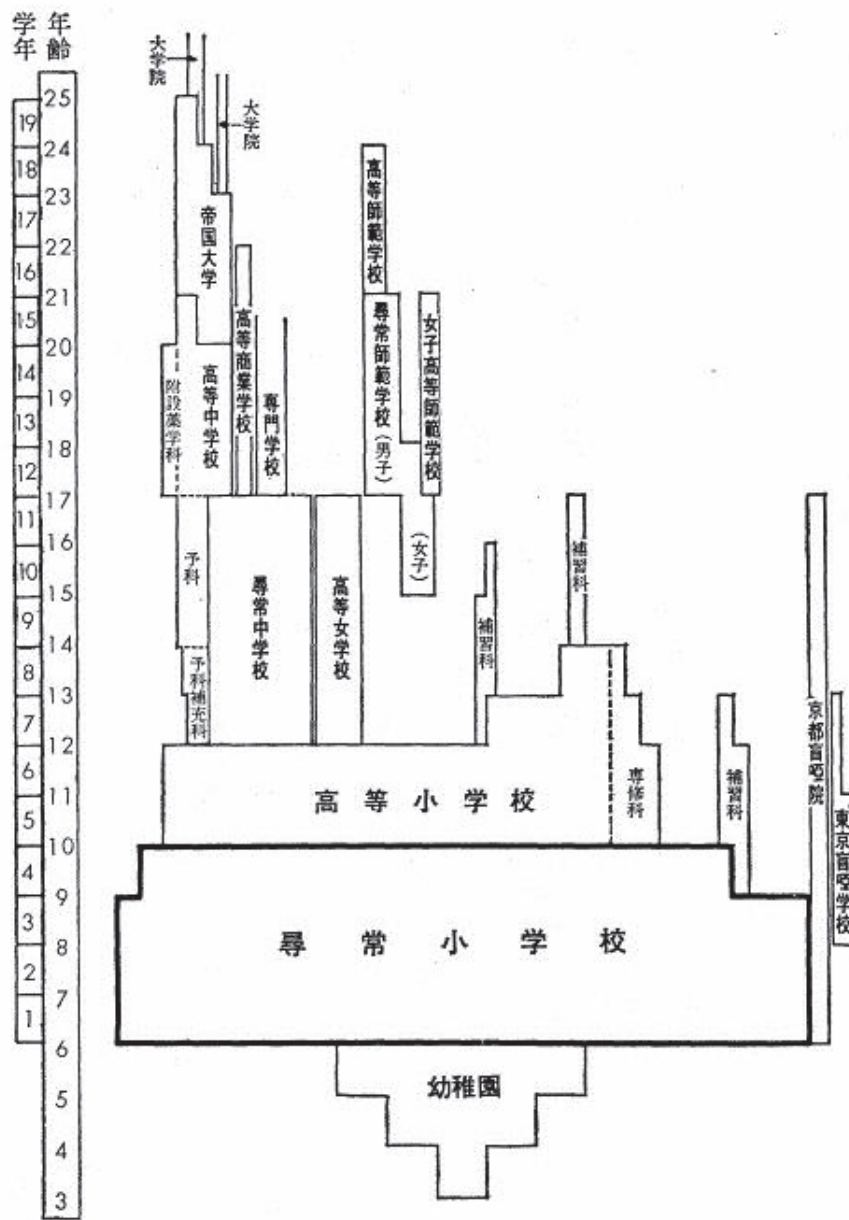 学年
年齢
大学院
大学院
25
24
23
22
21
20
19
18
17
16
15
14
13
12
11
10
9
8
7
6
5
4
3
19
18
17
16
15
14
13
12
11
10
9
8
7
6
5
4
3
2
1
帝国大学
高等師範学校
高等商業学校
尋常師範学校(男子)
女子高等師範学校
附設薬学科
高等中学校
専門学校
(女子)
予科
尋常中学校
高等女学校
補習科
補習科
予科補充科
京都盲啞院
高等小学校
専修科
補習科
東京盲啞学校
尋常小学校
幼稚園